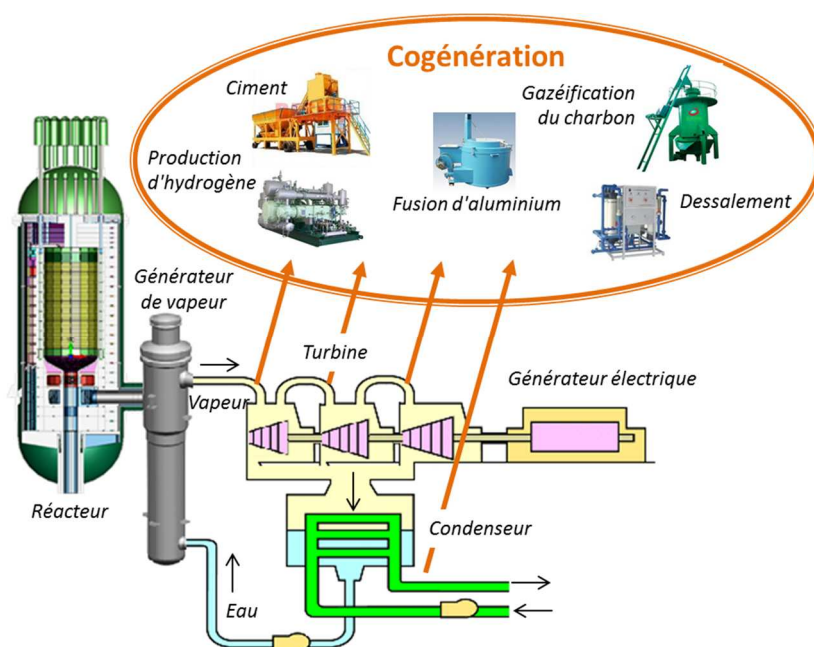 Cogénération
Ciment
Gazéification
du charbon
Production
d'hydrogène
Fusion d'aluminium
Dessalement
Générateur
de vapeur
Turbine
Générateur électrique
Vapeur
Réacteur
Condenseur
Eau